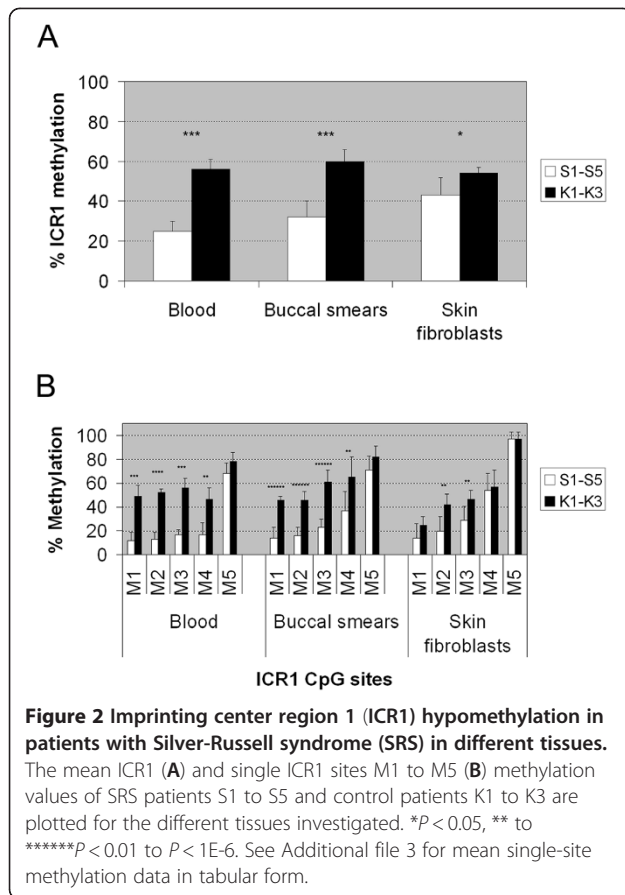 A
100
80
60
40
20
0
% ICR1 methylation
*** *** *
Blood Buccal smears Skin fibroblasts
S1-S5
K1-K3
B
100
80
60
40
20
0
% Methylation
*** **** *** ** ****** ****** ****** ** ** **
M1 M2 M3 M4 M5 M1 M2 M3 M4 M5 M1 M2 M3 M4 M5
Blood Buccal smears Skin fibroblasts
ICR1 CpG sites
S1-S5
K1-K3
Figure 2 Imprinting center region 1 (ICR1) hypomethylation in
patients with Silver-Russell syndrome (SRS) in different tissues.
The mean ICR1 (A) and single ICR1 sites M1 to M5 (B) methylation
values of SRS patients S1 to S5 and control patients K1 to K3 are
plotted for the different tissues investigated. *P < 0.05, ** to
******P < 0.01 to P < 1E-6. See Additional file 3 for mean single-site
methylation data in tabular form.